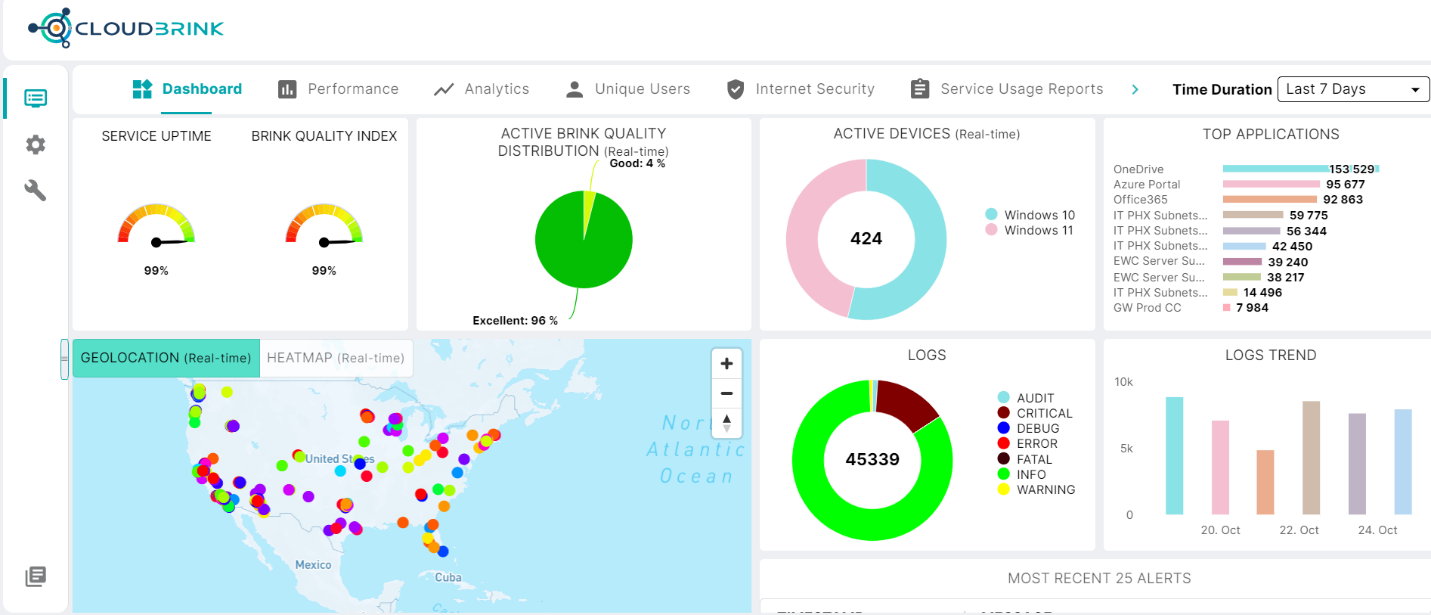 CLOUDBRINK
Dashboard
Performance
Analytics
Unique Users
Internet Security
Service Usage Reports
Time Duration
Last 7 Days
SERVICE UPTIME
99%
BRINK QUALITY INDEX
99%
ACTIVE BRINK QUALITY
DISTRIBUTION (Real-time)
Good: 4 %
Excellent: 96 %
ACTIVE DEVICES (Real-time)
424
Windows 10
Windows 11
TOP APPLICATIONS
OneDrive 153 529
Azure Portal 95 677
Office365 92 863
IT PHX Subnets... 59 775
IT PHX Subnets... 56 344
IT PHX Subnets... 42 450
EWC Server Su... 39 240
EWC Server Su... 38 217
IT PHX Subnets... 14 496
GW Prod CC 7 984
GEOLOCATION (Real-time)
HEATMAP (Real-time)
United States
Mexico
Cuba
Atlantic
Ocean
LOGS
45339
AUDIT
CRITICAL
DEBUG
ERROR
FATAL
INFO
WARNING
LOGS TREND
10k
5k
0
20. Oct
22. Oct
24. Oct
MOST RECENT 25 ALERTS